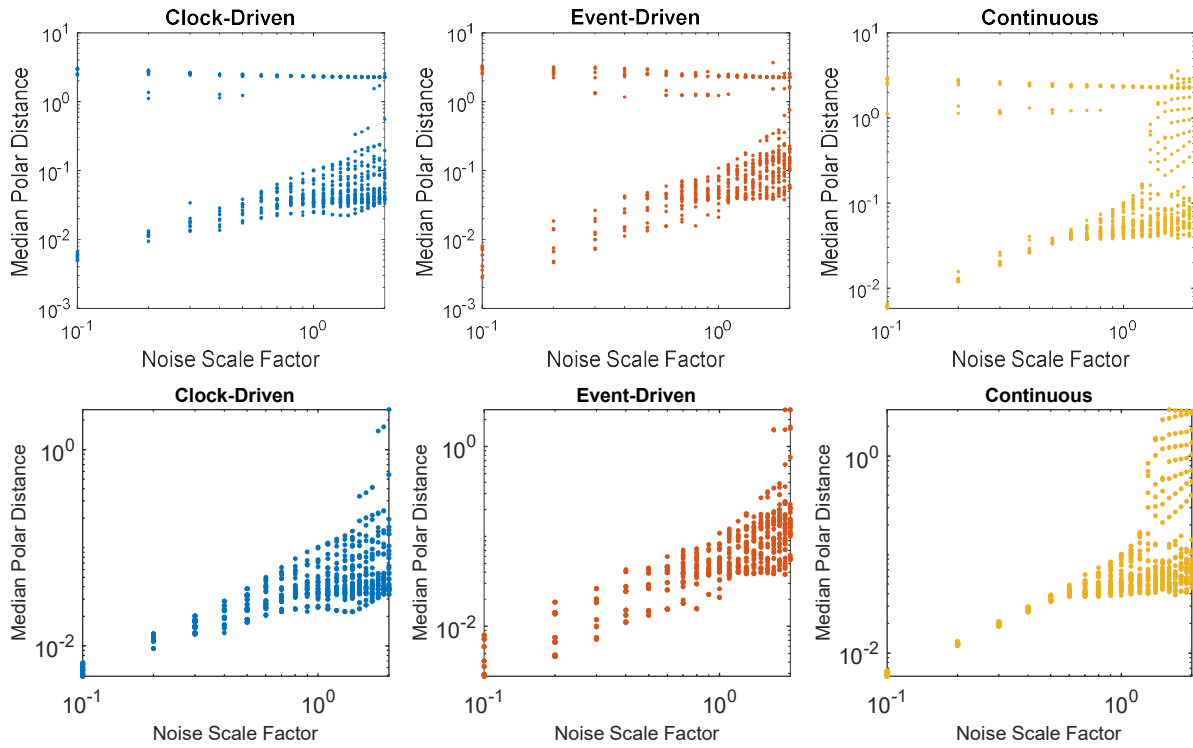 Clock-Driven
Event-Driven
Continuous
Median Polar Distance
10^1
10^0
10^-1
10^-2
10^-3
10^-1
10^0
Noise Scale Factor
Median Polar Distance
10^1
10^0
10^-1
10^-2
10^-3
10^-1
10^0
Noise Scale Factor
Median Polar Distance
10^1
10^0
10^-1
10^-2
10^-1
10^0
Noise Scale Factor
Clock-Driven
Event-Driven
Continuous
Median Polar Distance
10^0
10^-2
10^-1
10^0
Noise Scale Factor
Median Polar Distance
10^0
10^-2
10^-1
10^0
Noise Scale Factor
Median Polar Distance
10^0
10^-1
10^-2
10^-1
10^0
Noise Scale Factor